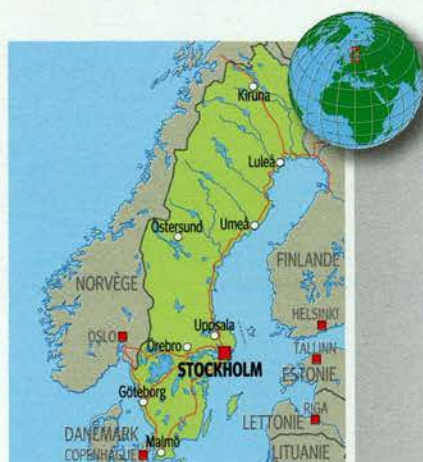 Kiruna
Luleå
Östersund
Umeå
FINLANDE
NORVÈGE
HELSINKI
OSLO
Uppsala
Örebro
TALLINN
STOCKHOLM
ESTONIE
Göteborg
RIGA
LETTONIE
DANEMARK
Malmö
COPENHAGUE
LITUANIE